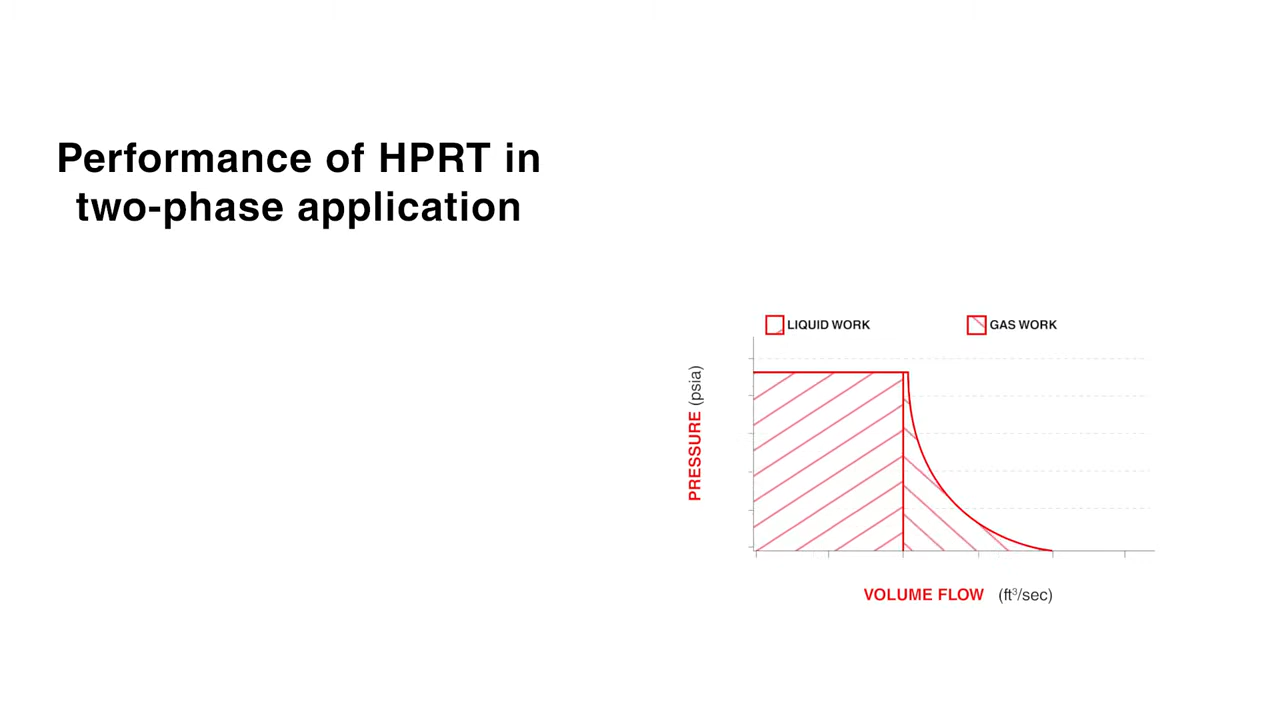 Performance of HPRT in
two-phase application
LIQUID WORK
GAS WORK
PRESSURE (psia)
VOLUME FLOW (ft³/sec)